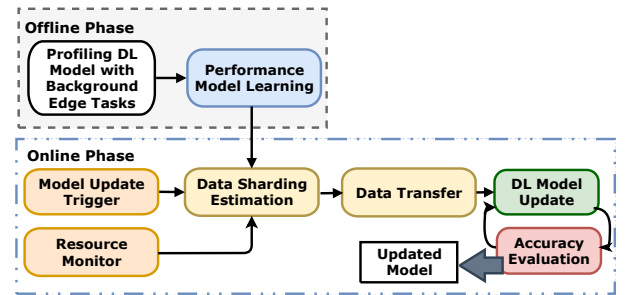 Offline Phase
Profiling DL
Model with
Background
Edge Tasks
Performance
Model Learning
Online Phase
Model Update
Trigger
Data Sharding
Estimation
Data Transfer
DL Model
Update
Resource
Monitor
Updated
Model
Accuracy
Evaluation